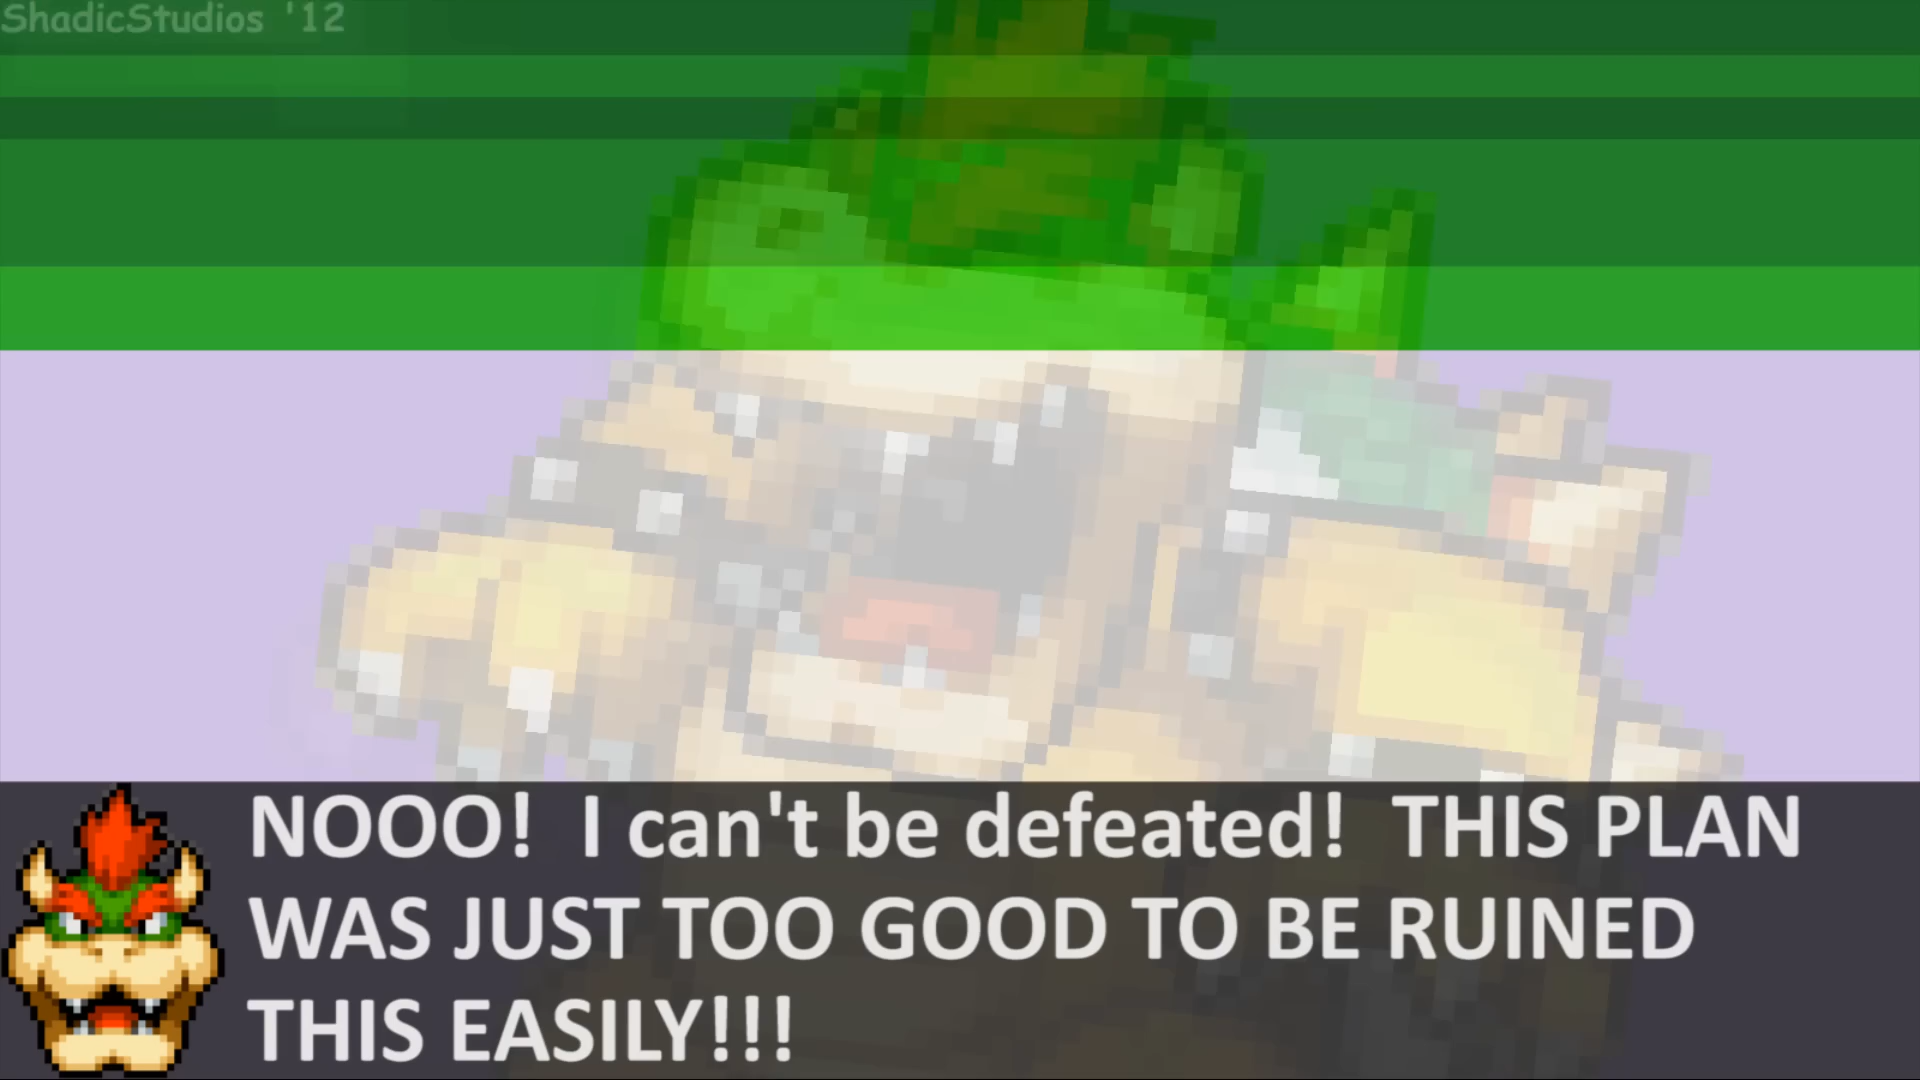 ShadicStudios '12
NOOO!  I can't be defeated!  THIS PLAN
WAS JUST TOO GOOD TO BE RUINED
THIS EASILY!!!